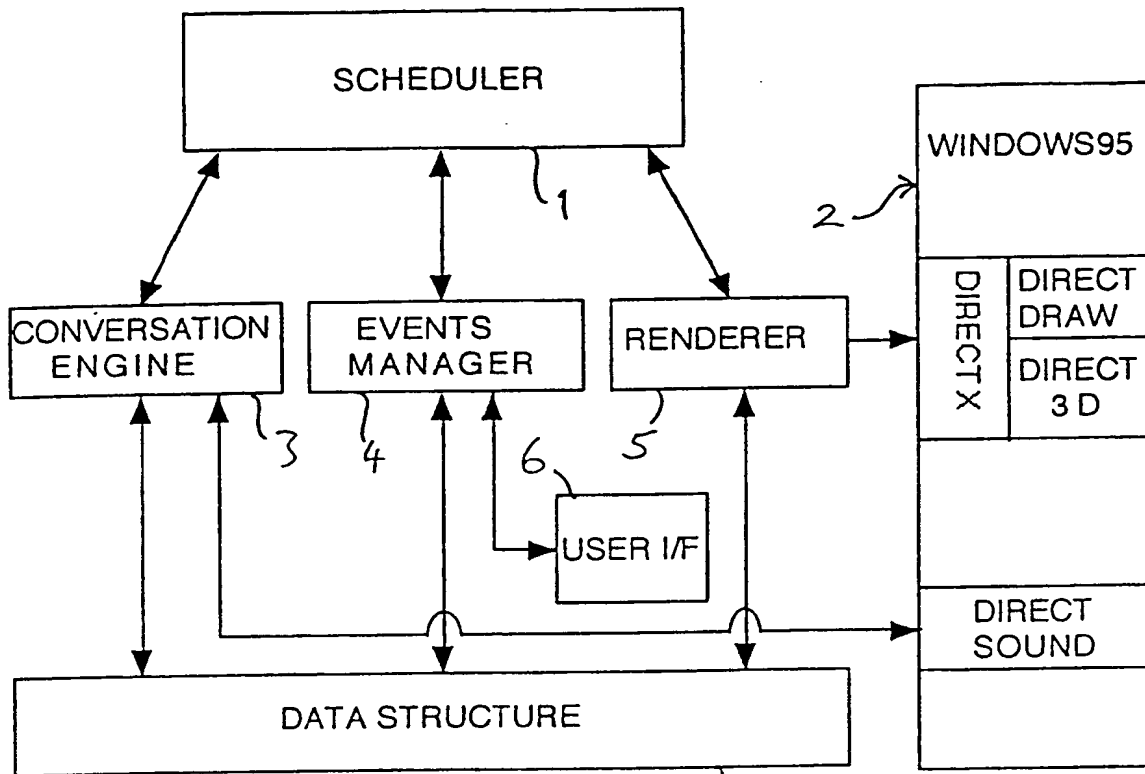 SCHEDULER
WINDOWS95
1
2
DIRECT X
DIRECT
DRAW
DIRECT
3 D
CONVERSATION
ENGINE
EVENTS
MANAGER
RENDERER
3
4
5
6
USER I/F
DIRECT
SOUND
DATA STRUCTURE